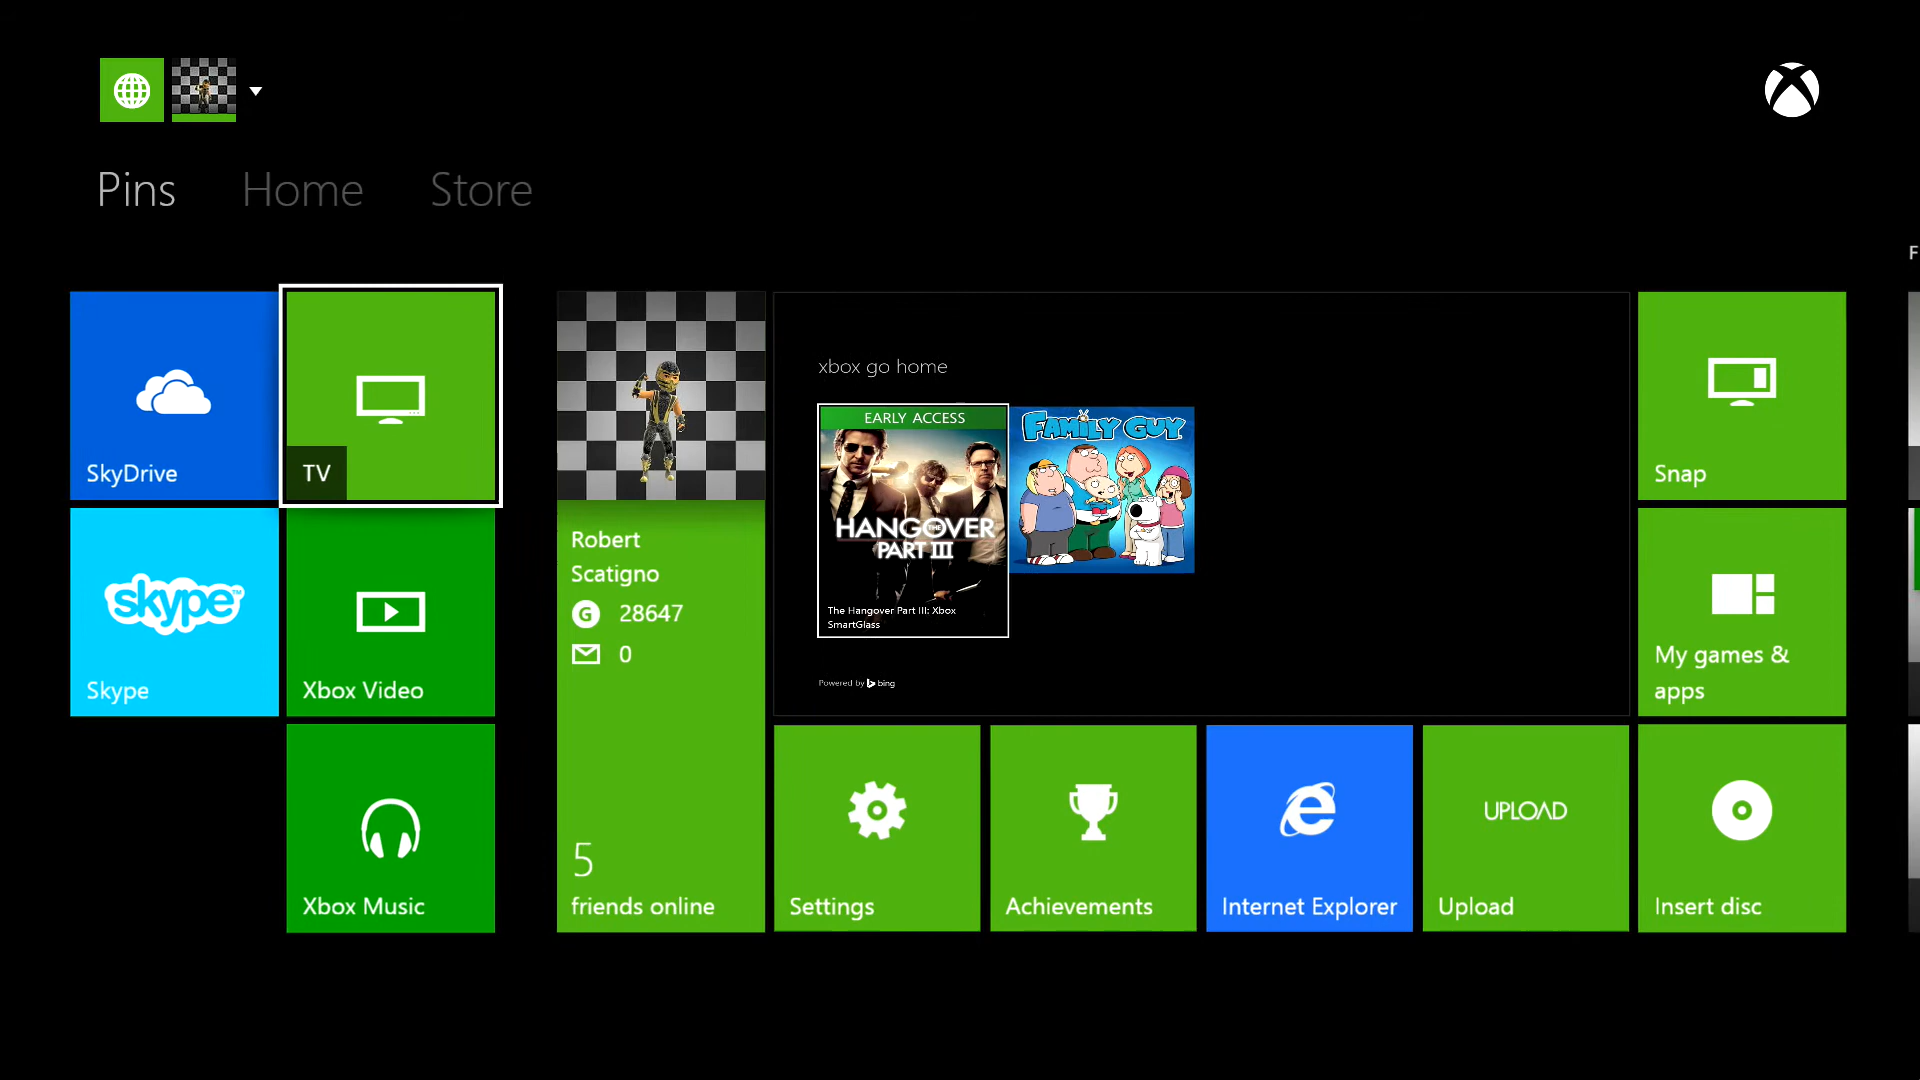 Pins
Home
Store
F
SkyDrive
TV
skype™
Skype
Xbox Video
Xbox Music
Robert
Scatigno
G 28647
0
5
friends online
xbox go home
EARLY ACCESS
THE
HANGOVER
PART III
The Hangover Part III: Xbox
SmartGlass
FAMILY GUY
Powered by bing
Settings
Achievements
Internet Explorer
UPLOAD
Upload
Snap
My games &
apps
Insert disc